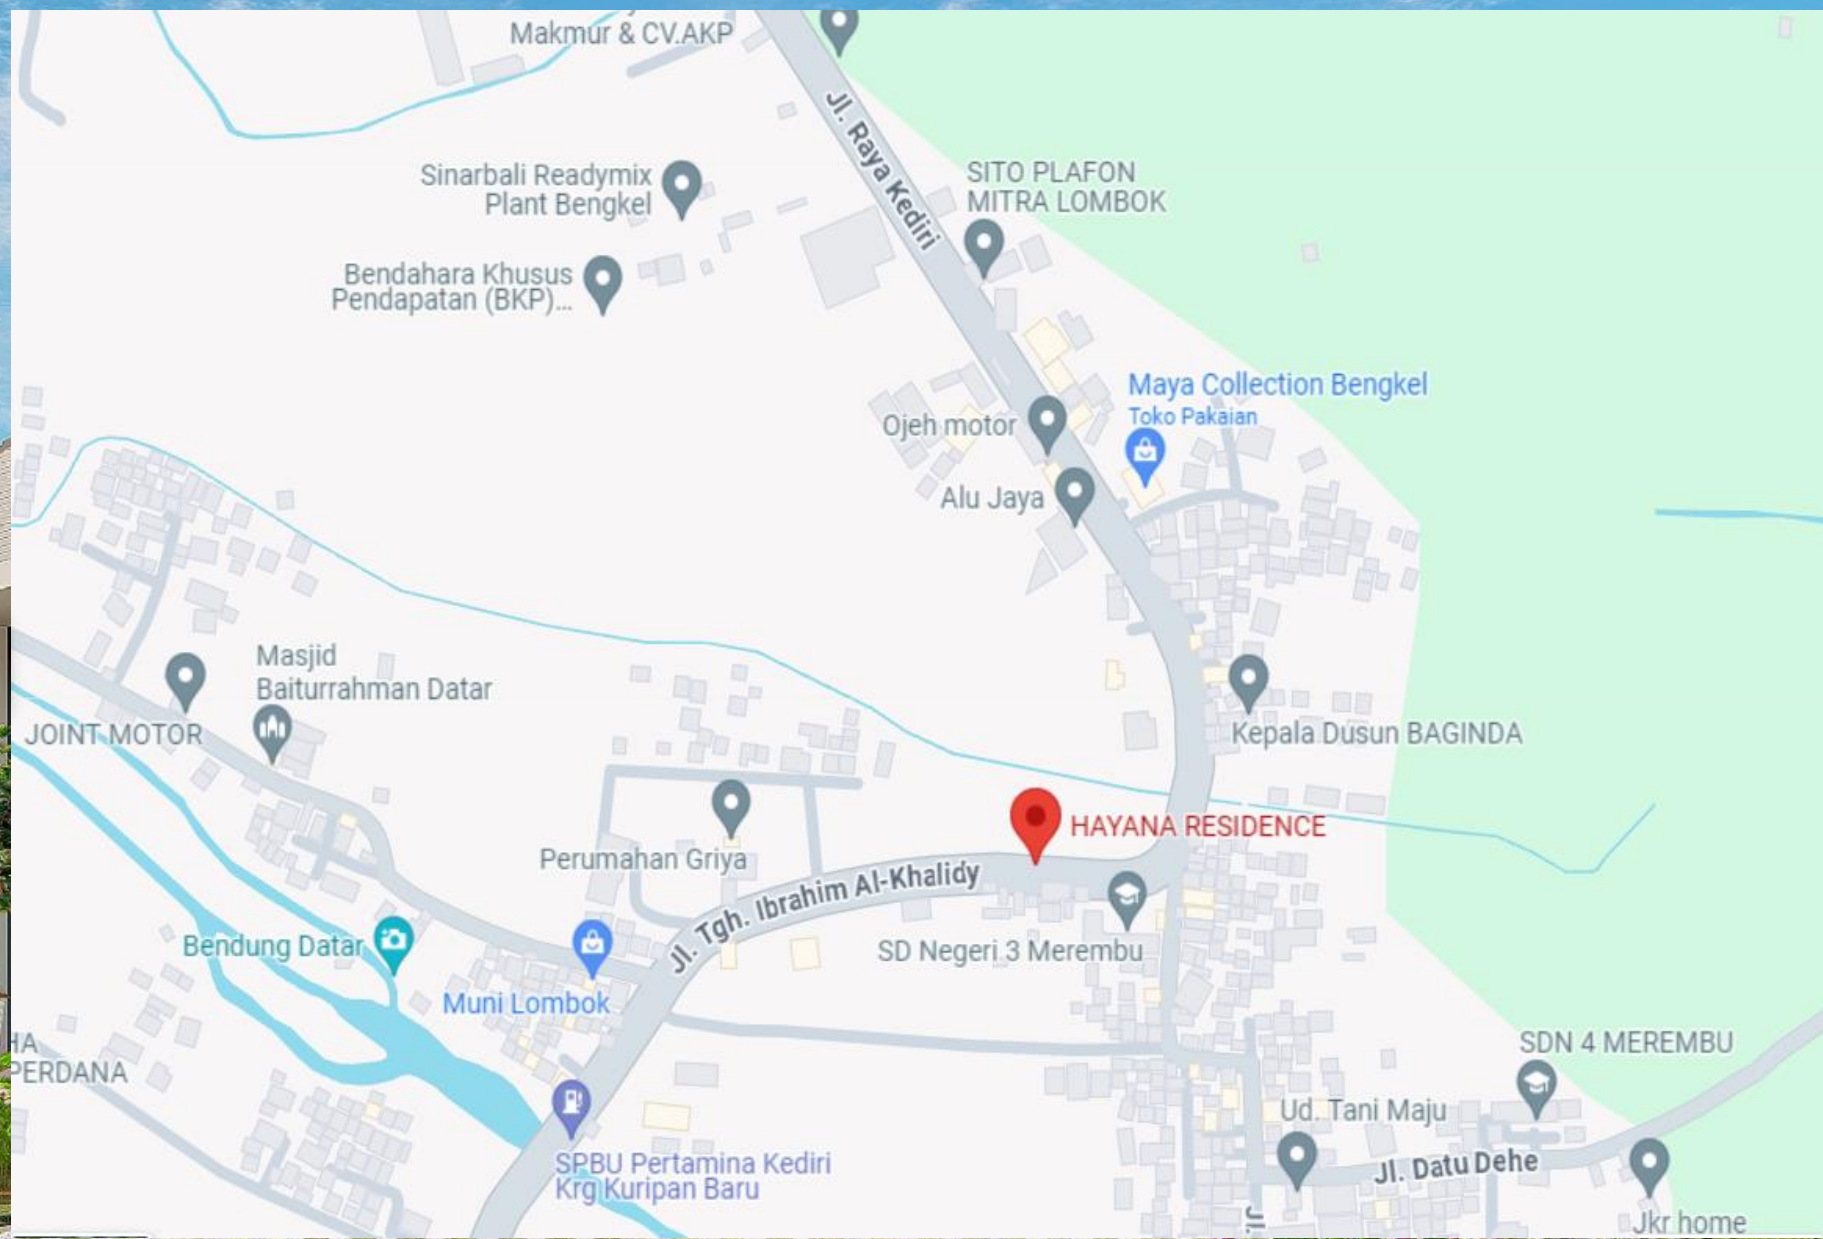 Makmur & CV.AKP
Jl. Raya Kediri
Sinarbali Readymix
Plant Bengkel
SITO PLAFON
MITRA LOMBOK
Bendahara Khusus
Pendapatan (BKP)...
Maya Collection Bengkel
Toko Pakaian
Ojeh motor
Alu Jaya
Masjid
Baiturrahman Datar
JOINT MOTOR
Kepala Dusun BAGINDA
HAYANA RESIDENCE
Perumahan Griya
Jl. Tgh. Ibrahim Al-Khalidy
Bendung Datar
SD Negeri 3 Merembu
Muni Lombok
HA
PERDANA
SDN 4 MEREMBU
Ud. Tani Maju
SPBU Pertamina Kediri
Krg Kuripan Baru
Jl. Datu Dehe
Jl.
Jkr home